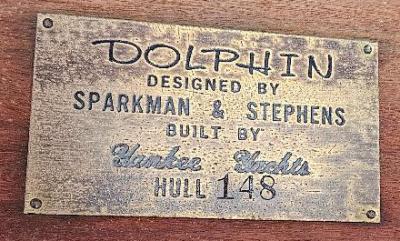 DOLPHIN
DESIGNED BY
SPARKMAN & STEPHENS
BUILT BY
Yankee Yachts
HULL 148